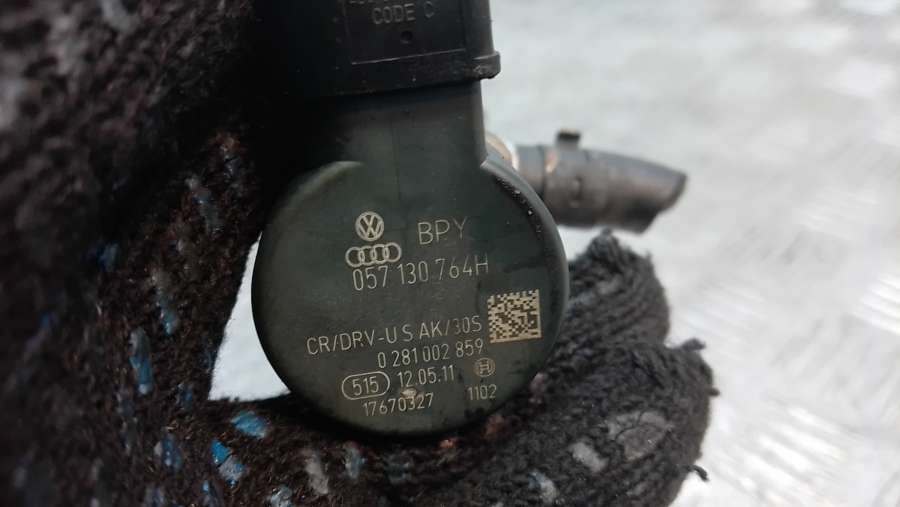 CODE C
BPY
057 130 764H
CR/DRV-U S AK/30S
0 281 002 859
515 12.05.11
17670327 1102